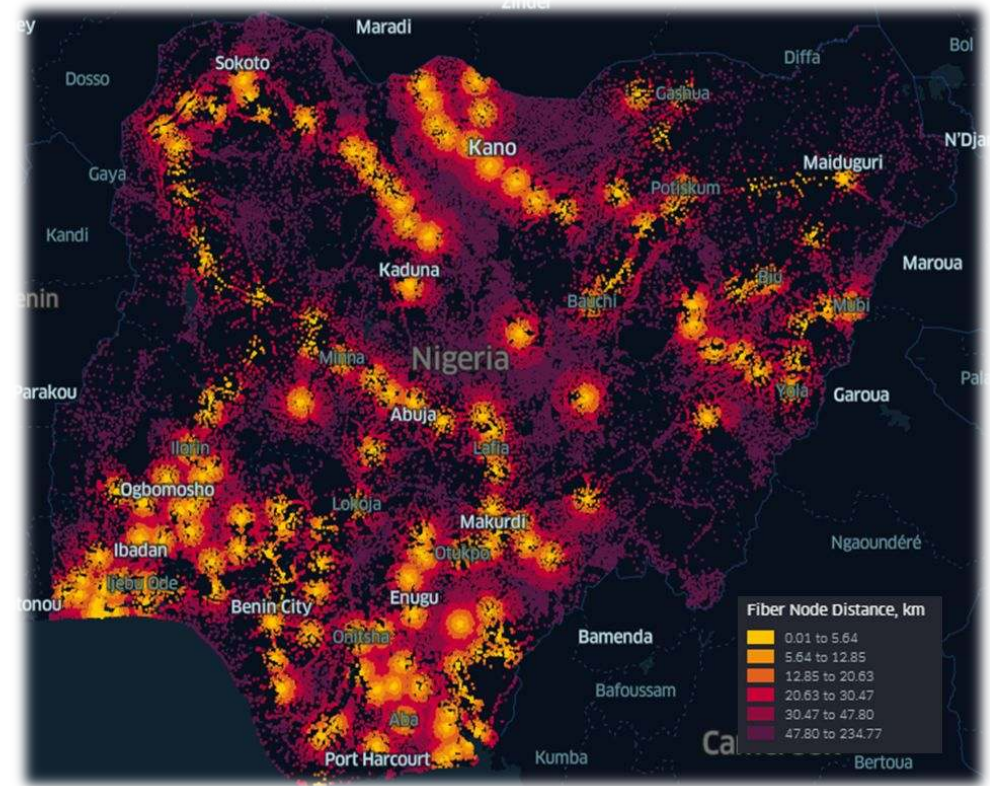 Zinder
ey
Maradi
Diffa
Bol
Sokoto
Dosso
Gashua
Kano
N'Dja
Maiduguri
Gaya
Potiskum
Kandi
Maroua
Kaduna
Biu
enin
Bauchi
Mubi
Minna
Nigeria
Pala
Parakou
Yola
Garoua
Abuja
Ilorin
Lafia
Ogbomosho
Lokoja
Makurdi
Ibadan
Otukpo
Ngaoundéré
Ijebu Ode
tonou
Benin City
Enugu
Onitsha
Bamenda
Bafoussam
Aba
Port Harcourt
Kumba
Ca
Bertoua
Fiber Node Distance, km
0.01 to 5.64
5.64 to 12.85
12.85 to 20.63
20.63 to 30.47
30.47 to 47.80
47.80 to 234.77